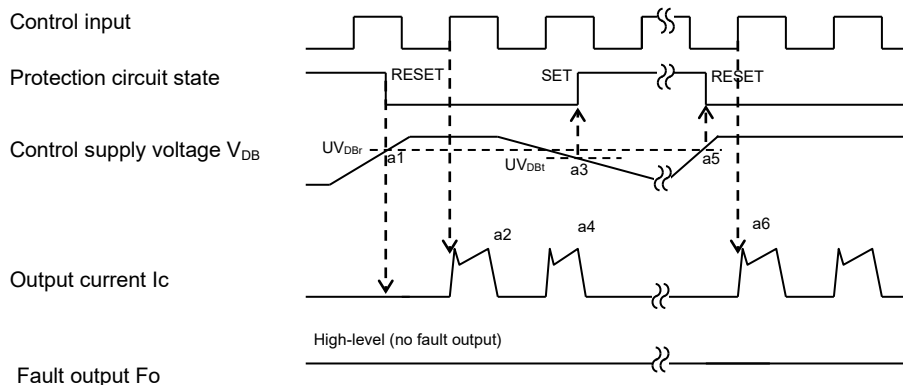 Control input
Protection circuit state
RESET
SET
RESET
Control supply voltage VDB
UVDBr
a1
UVDBt
a3
a5
a2
a4
a6
Output current Ic
High-level (no fault output)
Fault output Fo